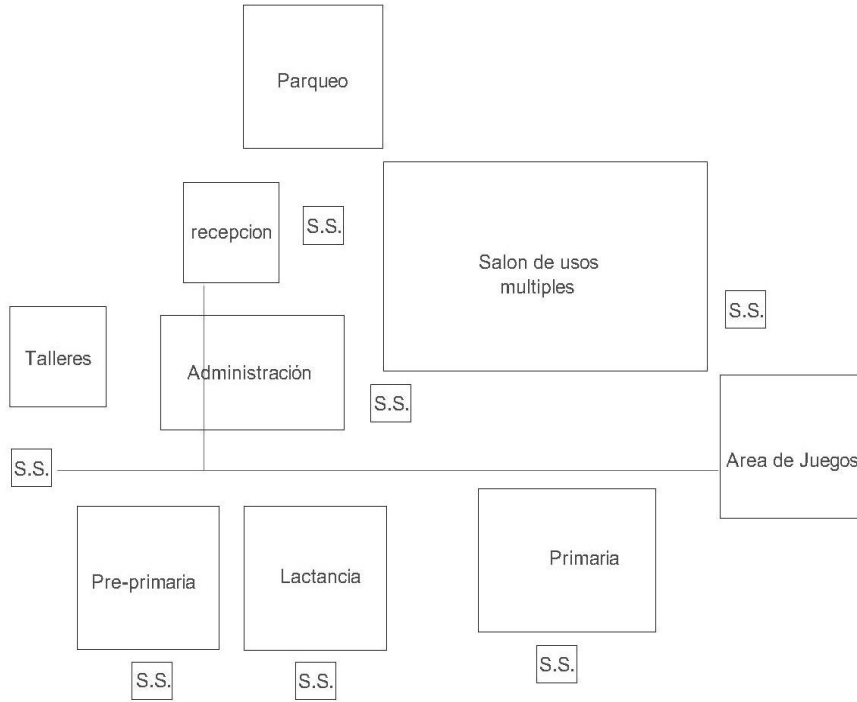 Parqueo
recepcion
S.S.
Salon de usos
multiples
S.S.
Talleres
Administración
S.S.
Area de Juegos
S.S.
Pre-primaria
Lactancia
Primaria
S.S.
S.S.
S.S.